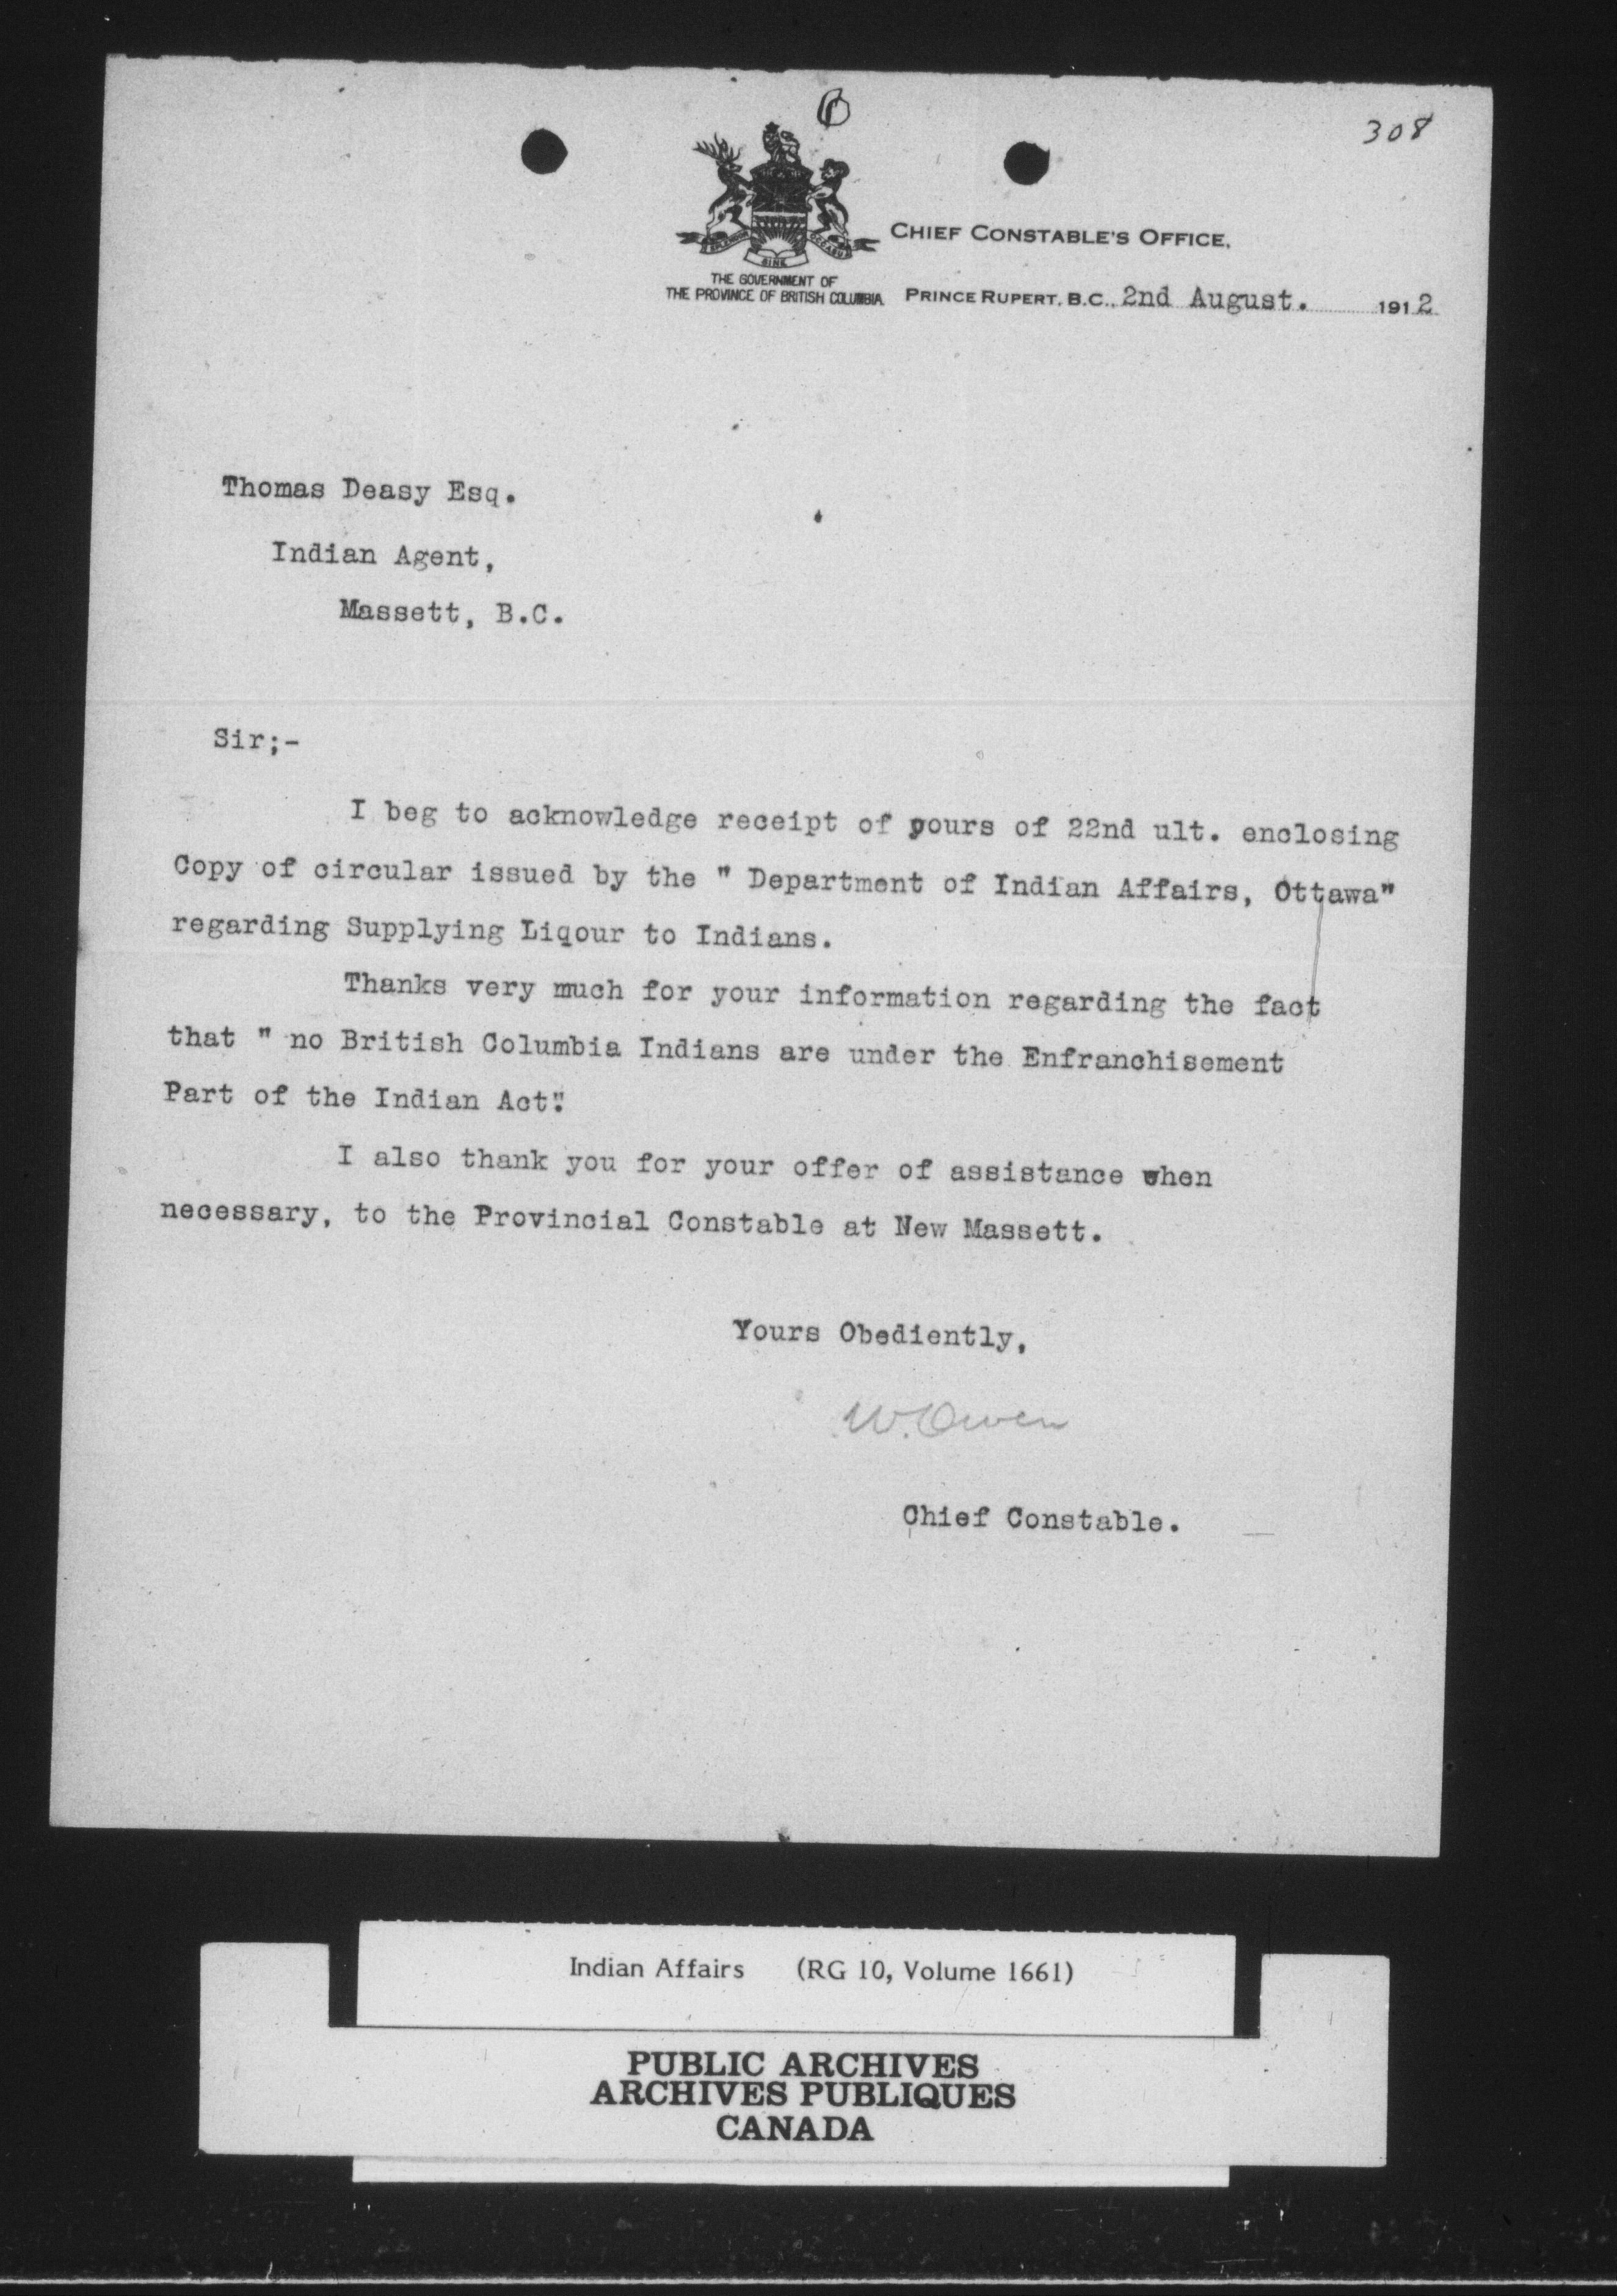 308
CHIEF CONSTABLE'S OFFICE,
THE GOVERNMENT OF
THE PROVINCE OF BRITISH COLUMBIA
PRINCE RUPERT, B.C., 2nd August. 1912
Thomas Deasy Esq.
Indian Agent,
Massett, B.C.
Sir;-
I beg to acknowledge receipt of yours of 22nd ult. enclosing
Copy of circular issued by the " Department of Indian Affairs, Ottawa"
regarding Supplying Liqour to Indians.
Thanks very much for your information regarding the fact
that " no British Columbia Indians are under the Enfranchisement
Part of the Indian Act".
I also thank you for your offer of assistance when
necessary, to the Provincial Constable at New Massett.
Yours Obediently,
W. Owen
Chief Constable.
Indian Affairs (RG 10, Volume 1661)
PUBLIC ARCHIVES
ARCHIVES PUBLIQUES
CANADA